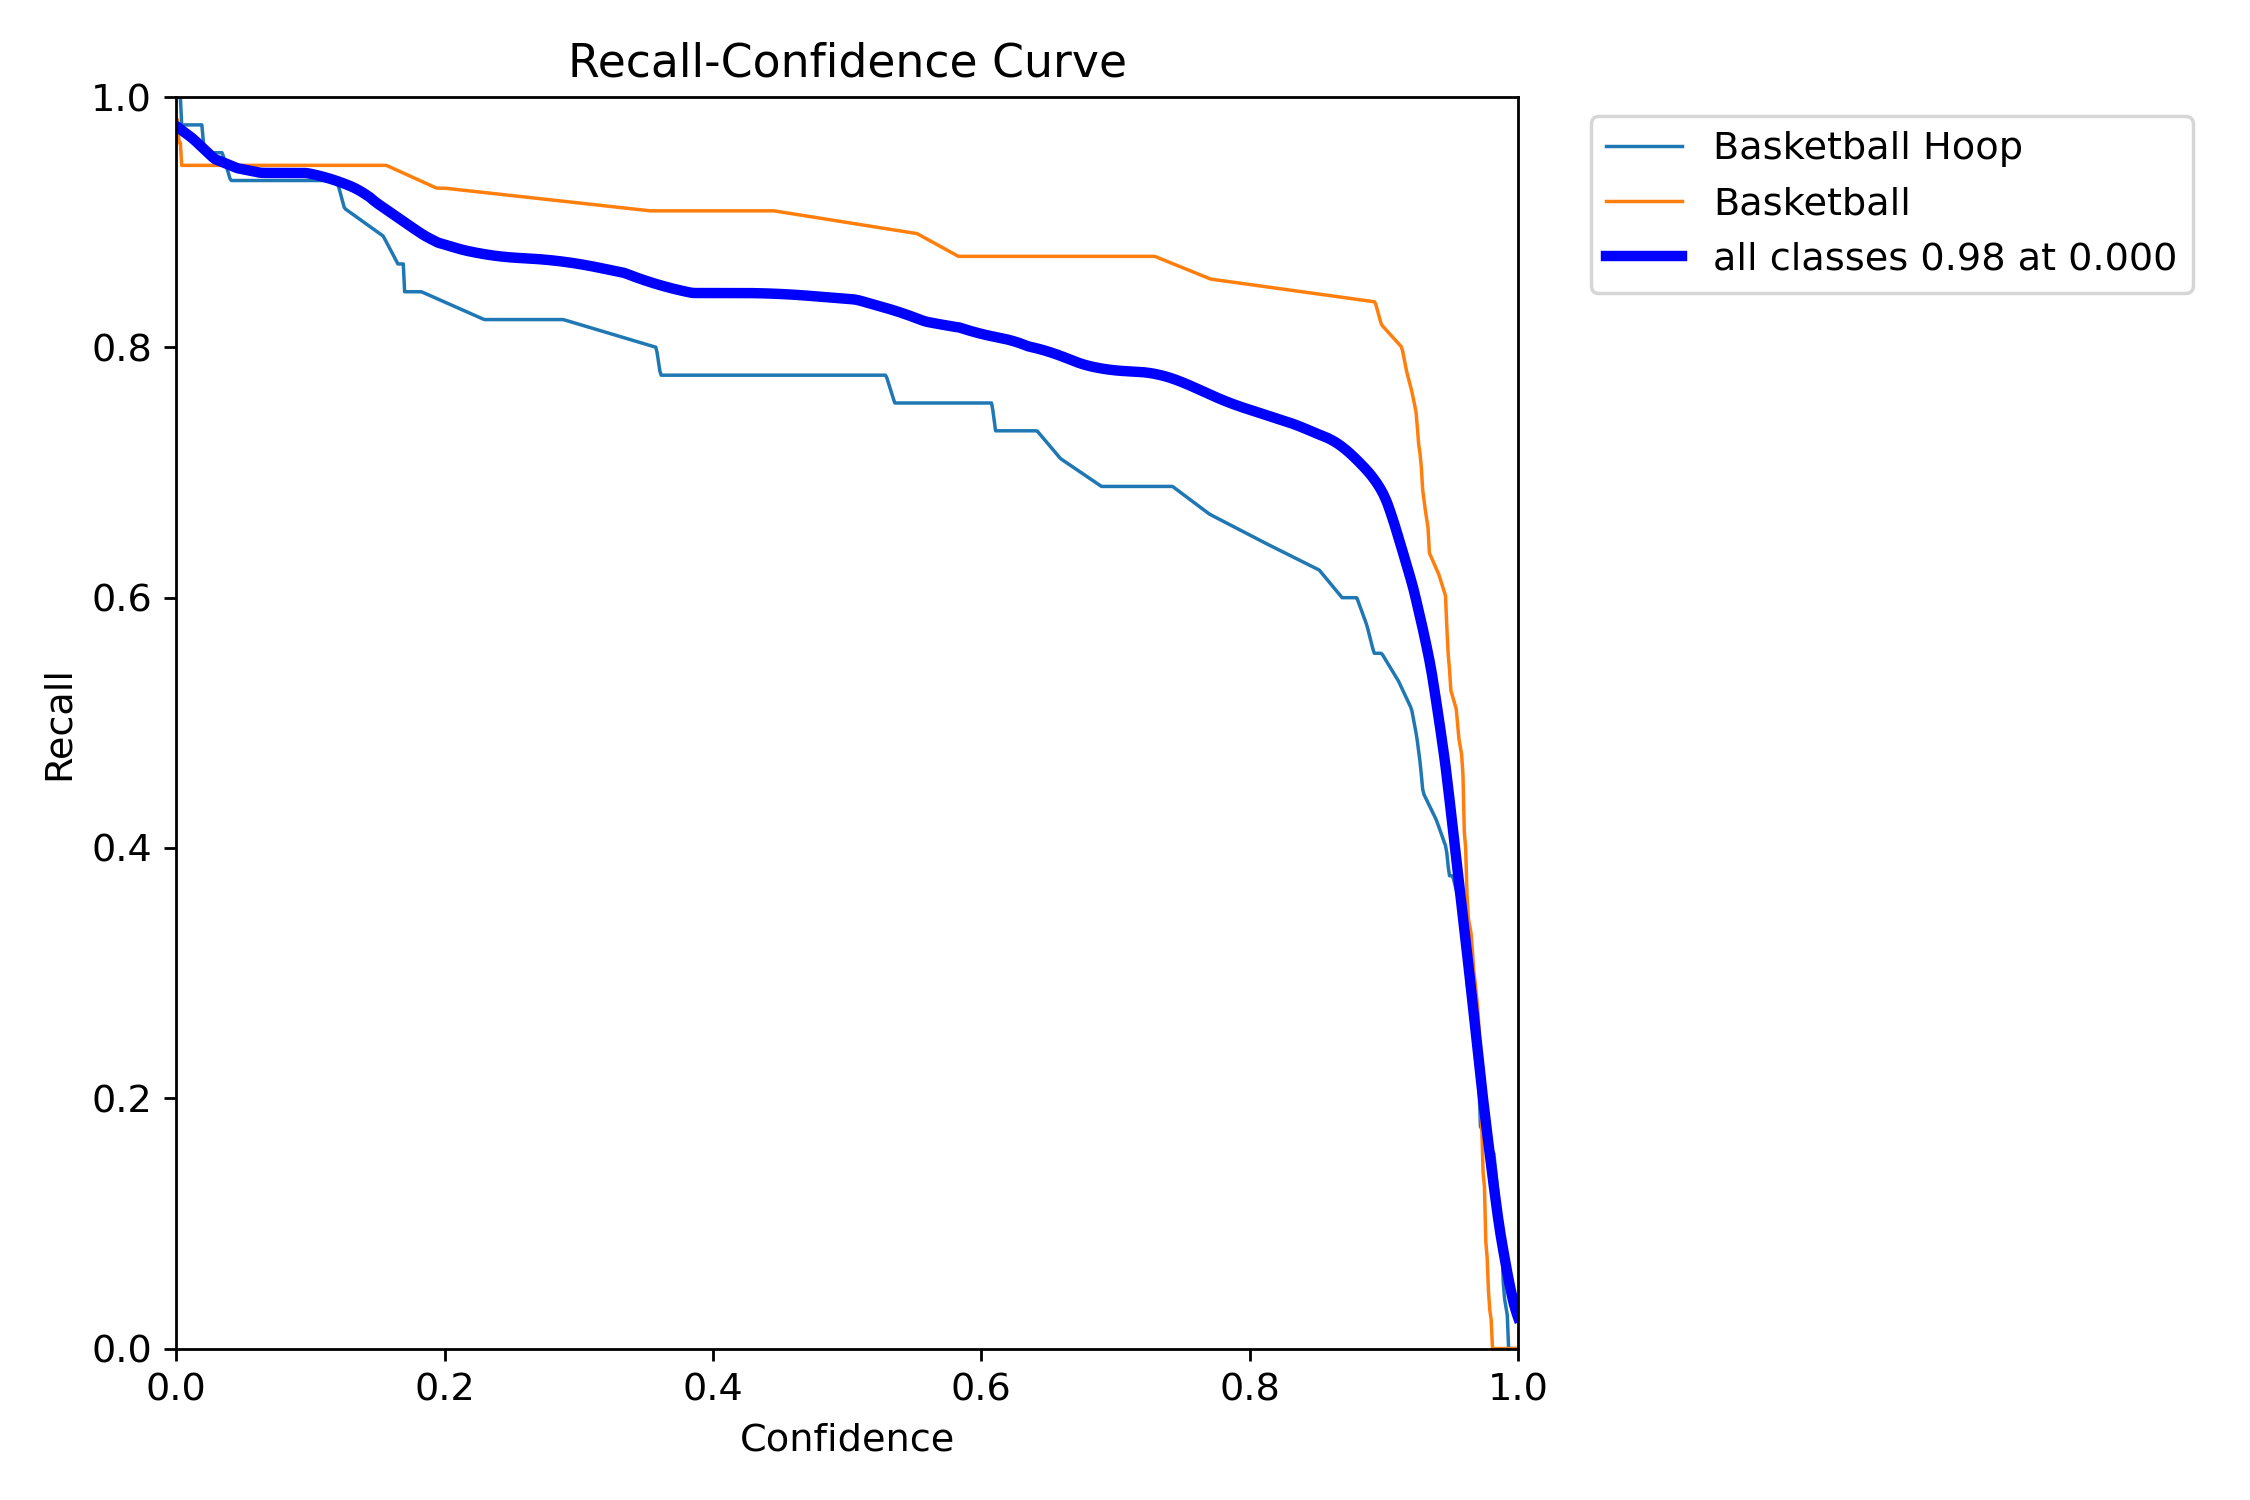 Recall-Confidence Curve
1.0
0.8
0.6
0.4
0.2
0.0
Recall
0.0 0.2 0.4 0.6 0.8 1.0
Confidence
Basketball Hoop
Basketball
all classes 0.98 at 0.000